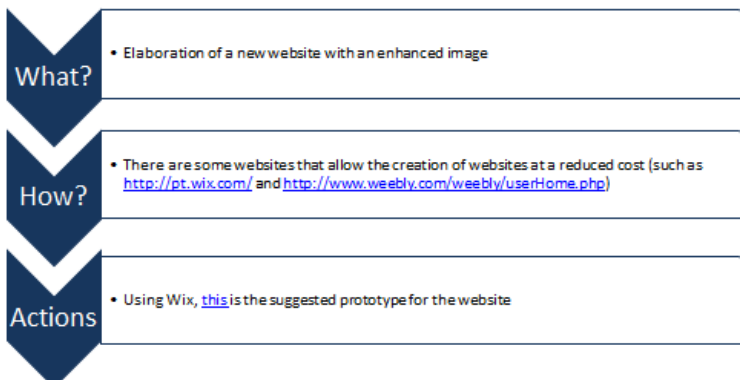 What?
• Elaboration of a new website with an enhanced image
How?
• There are some websites that allow the creation of websites at a reduced cost (such as
http://pt.wix.com/ and http://www.weebly.com/weebly/userHome.php)
Actions
• Using Wix, this is the suggested prototype for the website